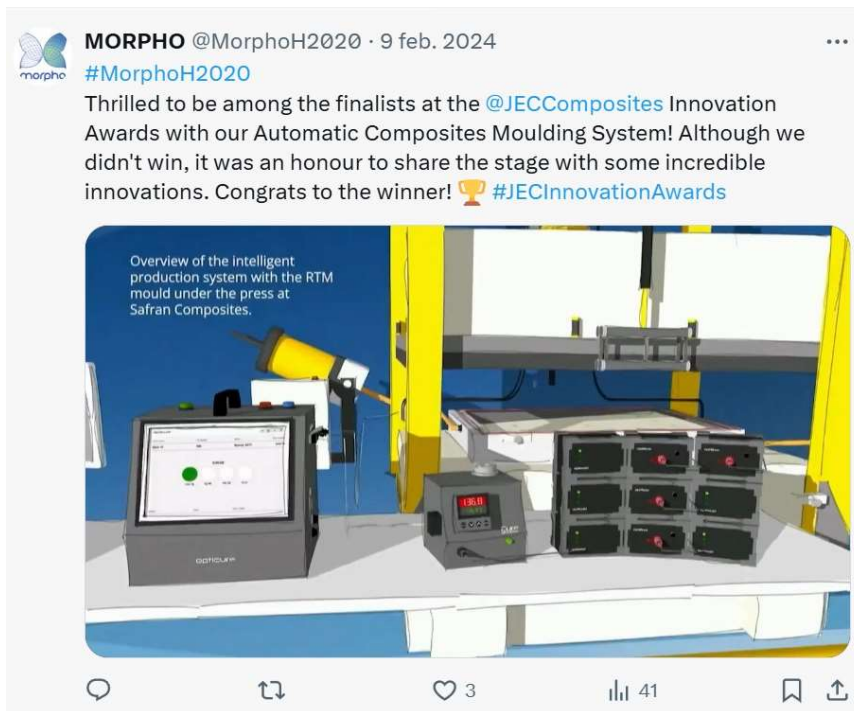 MORPHO @MorphoH2020 · 9 feb. 2024
morpho
#MorphoH2020
Thrilled to be among the finalists at the @JECComposites Innovation
Awards with our Automatic Composites Moulding System! Although we
didn't win, it was an honour to share the stage with some incredible
innovations. Congrats to the winner! 🏆 #JECInnovationAwards
Overview of the intelligent
production system with the RTM
mould under the press at
Safran Composites.
136.8
opticure
3
41